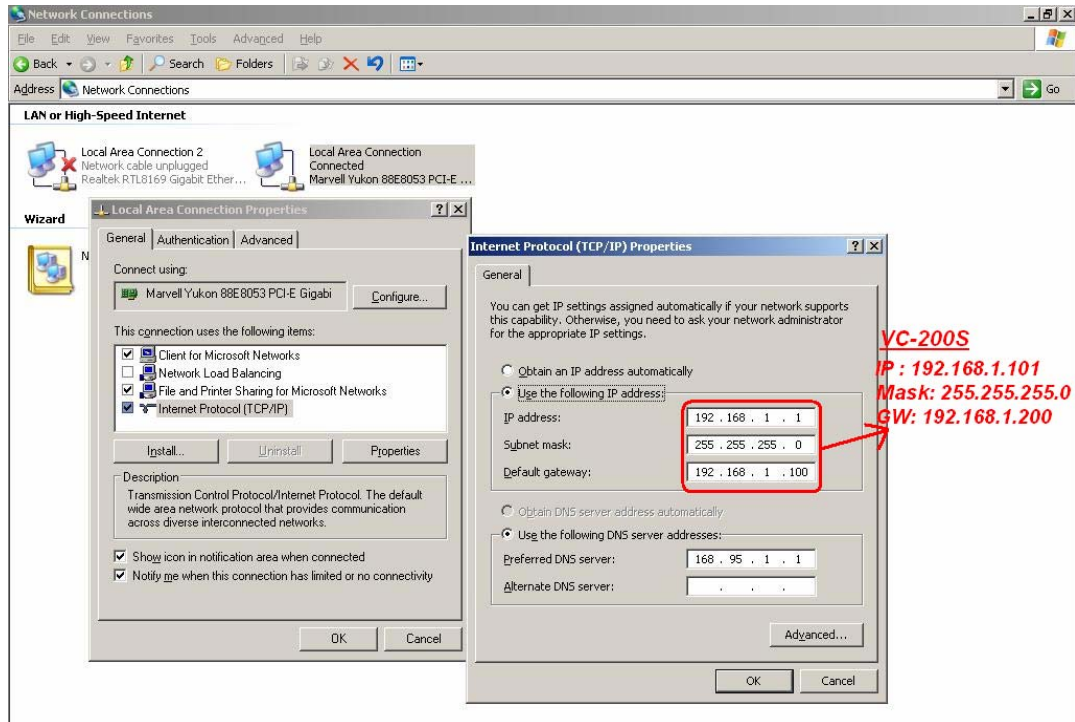 Network Connections
File Edit View Favorites Tools Advanced Help
Back Search Folders
Address Network Connections Go
LAN or High-Speed Internet
Local Area Connection 2
Network cable unplugged
Realtek RTL8169 Gigabit Ether...
Local Area Connection
Connected
Marvell Yukon 88E8053 PCI-E ...
Wizard
N
Local Area Connection Properties
General Authentication Advanced
Connect using:
Marvell Yukon 88E8053 PCI-E Gigabi Configure...
This connection uses the following items:
Client for Microsoft Networks
Network Load Balancing
File and Printer Sharing for Microsoft Networks
Internet Protocol (TCP/IP)
Install... Uninstall Properties
Description
Transmission Control Protocol/Internet Protocol. The default
wide area network protocol that provides communication
across diverse interconnected networks.
Show icon in notification area when connected
Notify me when this connection has limited or no connectivity
OK Cancel
Internet Protocol (TCP/IP) Properties
General
You can get IP settings assigned automatically if your network supports
this capability. Otherwise, you need to ask your network administrator
for the appropriate IP settings.
Obtain an IP address automatically
Use the following IP address:
IP address: 192 . 168 . 1 . 1
Subnet mask: 255 . 255 . 255 . 0
Default gateway: 192 . 168 . 1 . 100
Obtain DNS server address automatically
Use the following DNS server addresses:
Preferred DNS server: 168 . 95 . 1 . 1
Alternate DNS server: . . .
Advanced...
OK Cancel
VC-200S
IP : 192.168.1.101
Mask: 255.255.255.0
GW: 192.168.1.200